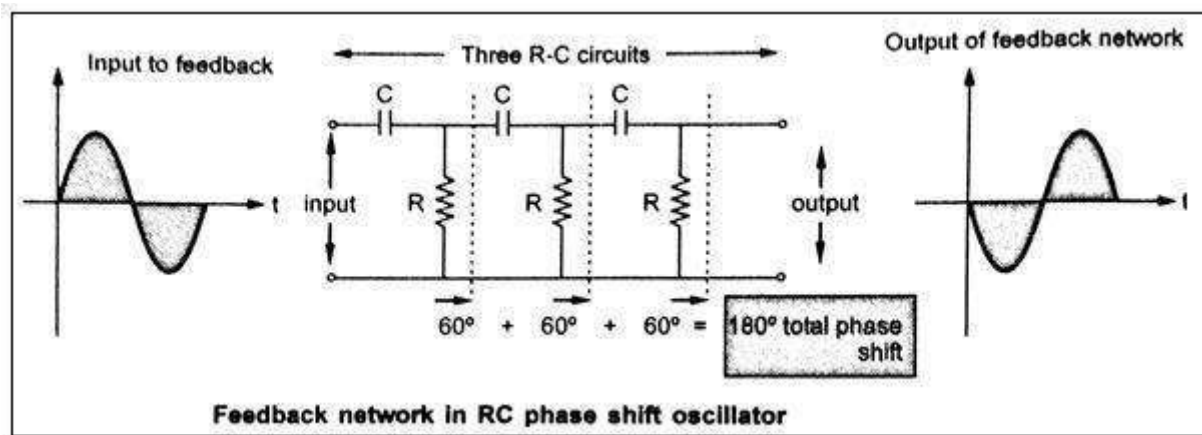 Input to feedback
Three R-C circuits
Output of feedback network
C C C
t
input
R R R
output
t
60° + 60° + 60° = 180° total phase
shift
Feedback network in RC phase shift oscillator